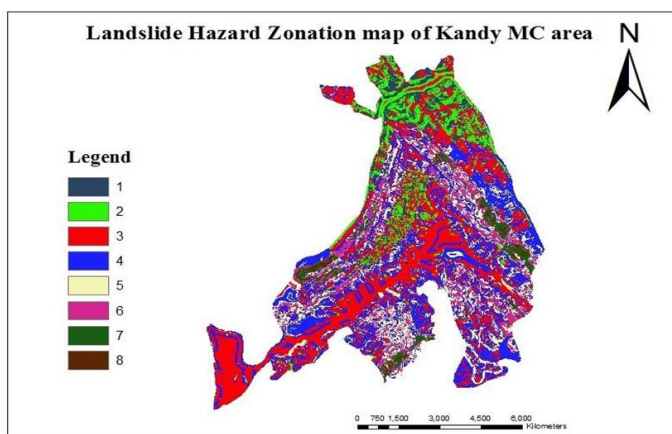 Landslide Hazard Zonation map of Kandy MC area
N
Legend
1
2
3
4
5
6
7
8
0 750 1,500 3,000 4,500 6,000
Kilometers